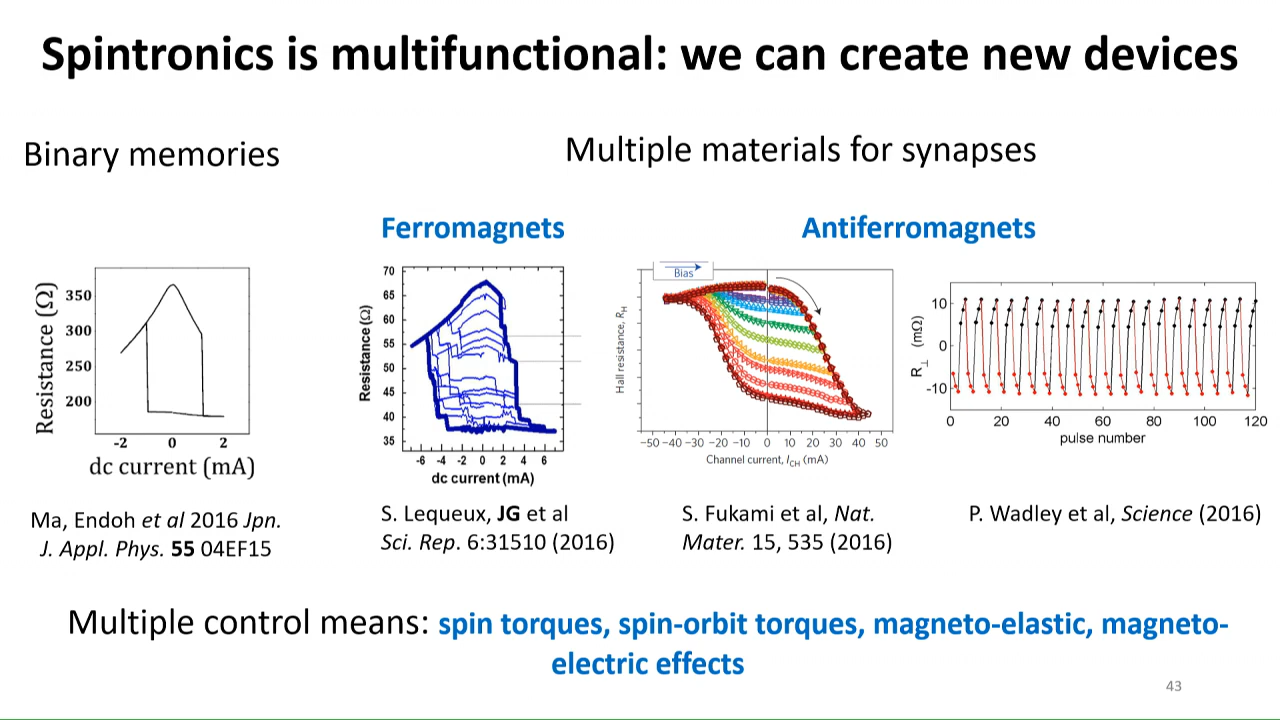 Spintronics is multifunctional: we can create new devices
Binary memories
Multiple materials for synapses
Ferromagnets
Antiferromagnets
Resistance (Ω)
350
300
250
200
-2 0 2
dc current (mA)
Resistance (Ω)
70
65
60
55
50
45
40
35
-6 -4 -2 0 2 4 6
dc current (mA)
Bias
Hall resistance, RH
−50 −40 −30 −20 −10 0 10 20 30 40 50
Channel current, ICH (mA)
R⊥ (mΩ)
10
0
-10
0 20 40 60 80 100 120
pulse number
Ma, Endoh et al 2016 Jpn.
J. Appl. Phys. 55 04EF15
S. Lequeux, JG et al
Sci. Rep. 6:31510 (2016)
S. Fukami et al, Nat.
Mater. 15, 535 (2016)
P. Wadley et al, Science (2016)
Multiple control means: spin torques, spin-orbit torques, magneto-elastic, magneto-
electric effects
43